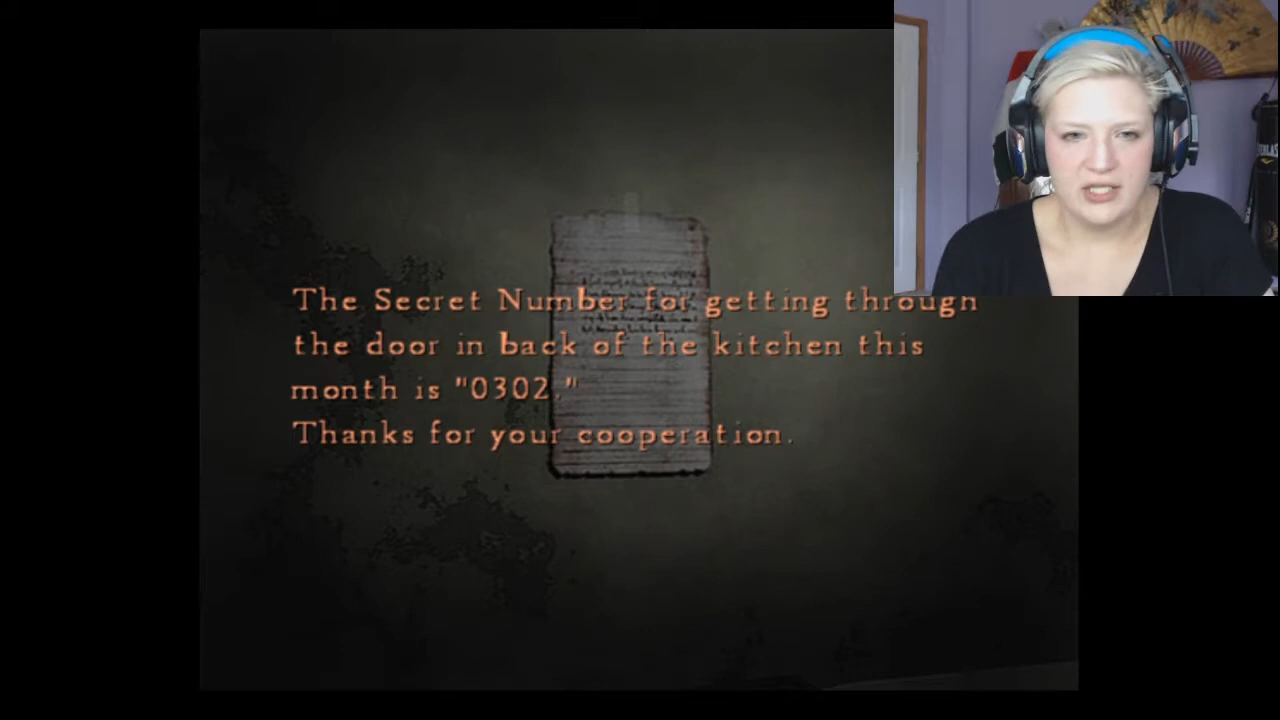 The Secret Number for getting through
the door in back of the kitchen this
month is "0302."
Thanks for your cooperation.